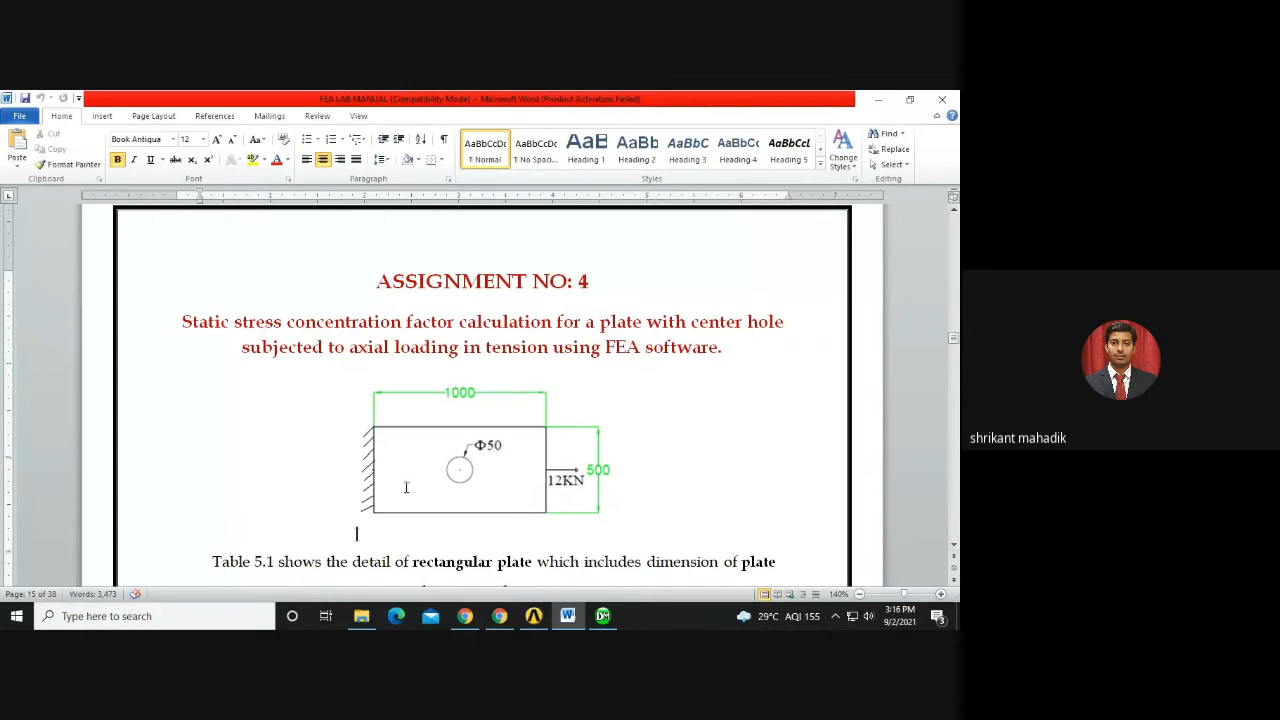 FEA LAB MANUAL [Compatibility Mode] - Microsoft Word (Product Activation Failed)
File Home Insert Page Layout References Mailings Review View
Paste
Cut
Copy
Format Painter
Clipboard
Book Antiqua 12
Font
Paragraph
AaBbCcDc AaBbCcDc AaB AaBb AaBbC AaBbCc AaBbCcl
¶ Normal ¶ No Spaci... Heading 1 Heading 2 Heading 3 Heading 4 Heading 5
Styles
Change Styles
Find
Replace
Select
Editing
ASSIGNMENT NO: 4
Static stress concentration factor calculation for a plate with center hole
subjected to axial loading in tension using FEA software.
1000
Φ50
500
12KN
Table 5.1 shows the detail of rectangular plate which includes dimension of plate
Page: 15 of 38 Words: 3,473 140%
Type here to search
29°C AQI 155
3:16 PM
9/2/2021
shrikant mahadik